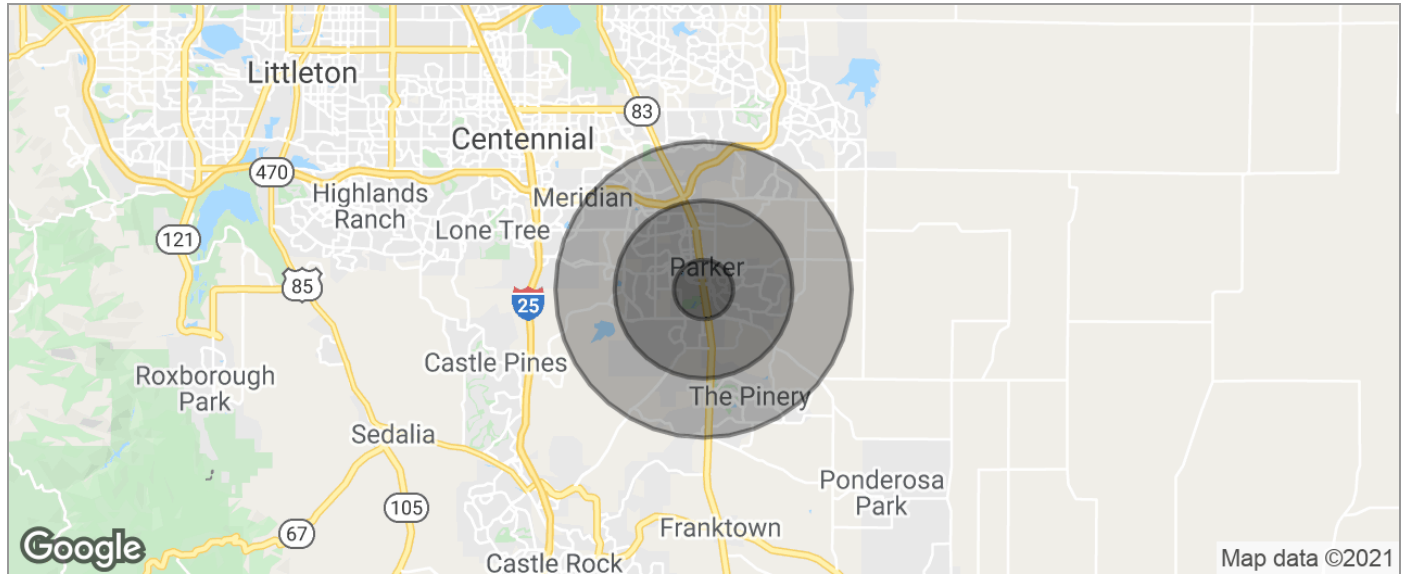 Littleton
83
Centennial
470
Highlands
Ranch
Meridian
121
Lone Tree
Parker
85
25
Castle Pines
Roxborough
Park
The Pinery
Sedalia
Ponderosa
Park
105
67
Franktown
Castle Rock
Google
Map data ©2021